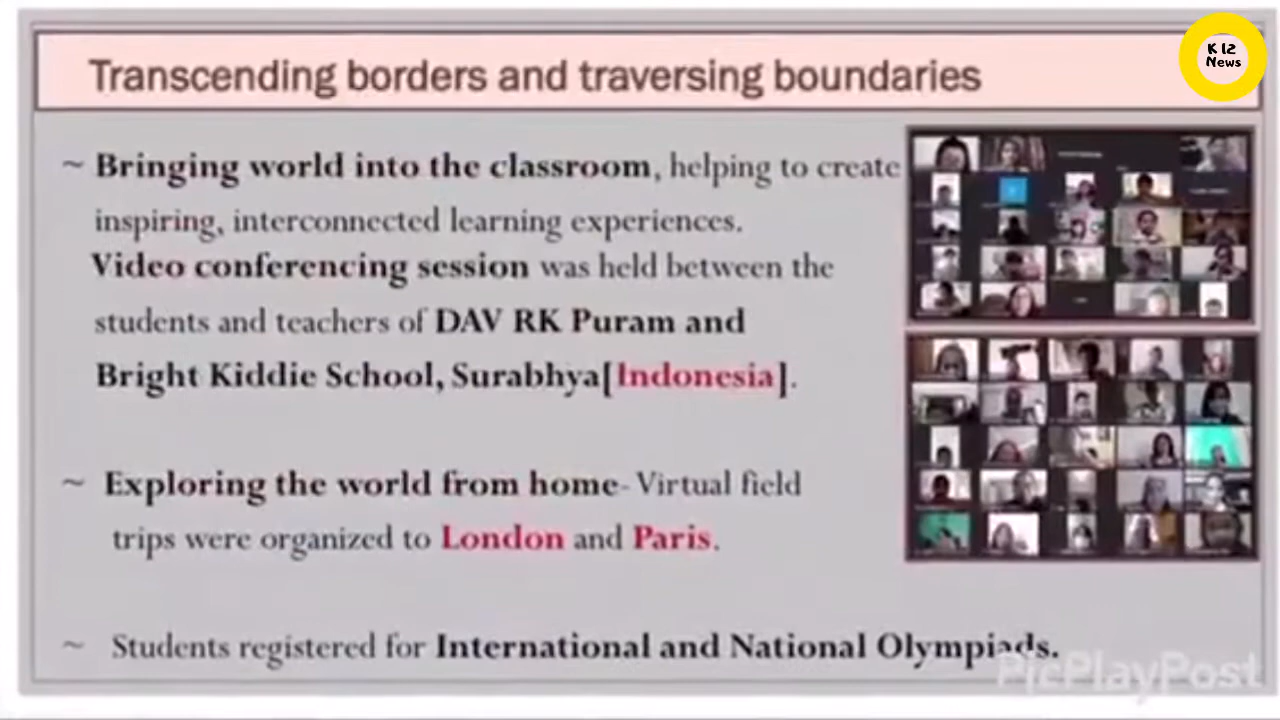 Transcending borders and traversing boundaries
K 12
News
~ Bringing world into the classroom, helping to create
inspiring, interconnected learning experiences.
Video conferencing session was held between the
students and teachers of DAV RK Puram and
Bright Kiddie School, Surabhya[Indonesia].
~ Exploring the world from home- Virtual field
trips were organized to London and Paris.
~ Students registered for International and National Olympiads.
PicPlayPost